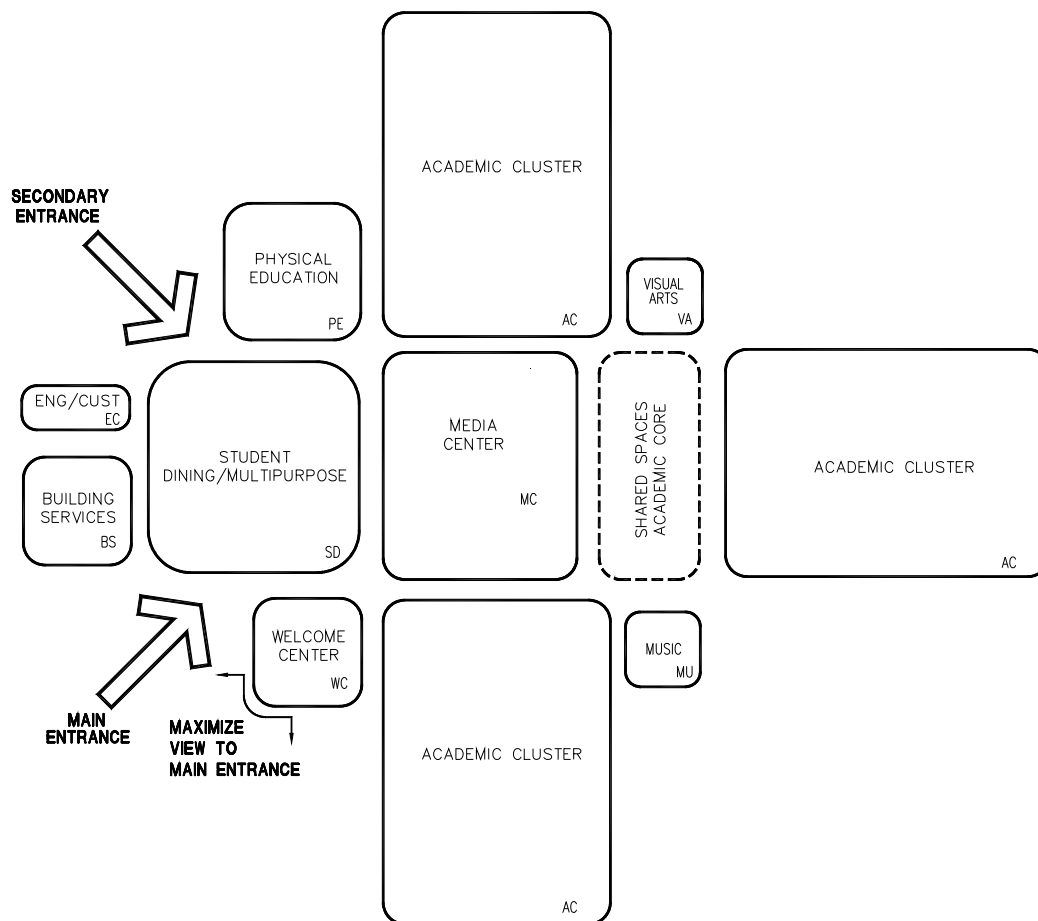 ACADEMIC CLUSTER
AC
SECONDARY
ENTRANCE
PHYSICAL
EDUCATION
PE
VISUAL
ARTS
VA
ENG/CUST
EC
STUDENT
DINING/MULTIPURPOSE
SD
MEDIA
CENTER
MC
SHARED SPACES
ACADEMIC CORE
ACADEMIC CLUSTER
AC
BUILDING
SERVICES
BS
WELCOME
CENTER
WC
MUSIC
MU
MAIN
ENTRANCE
MAXIMIZE
VIEW TO
MAIN ENTRANCE
ACADEMIC CLUSTER
AC